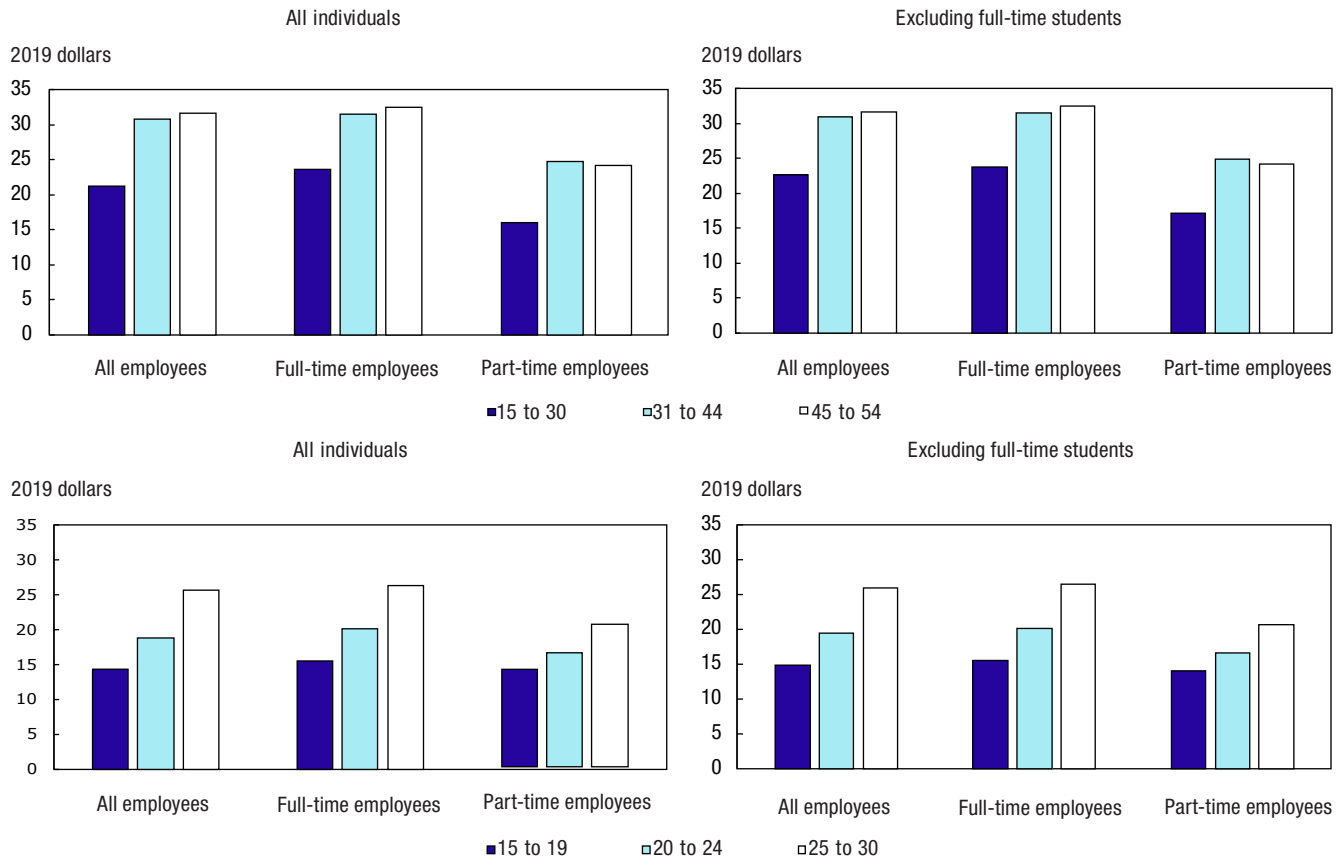 All individuals
2019 dollars
35
30
25
20
15
10
5
0
All employees Full-time employees Part-time employees
Excluding full-time students
2019 dollars
35
30
25
20
15
10
5
0
All employees Full-time employees Part-time employees
15 to 30 31 to 44 45 to 54
All individuals
2019 dollars
35
30
25
20
15
10
5
0
All employees Full-time employees Part-time employees
Excluding full-time students
2019 dollars
35
30
25
20
15
10
5
0
All employees Full-time employees Part-time employees
15 to 19 20 to 24 25 to 30